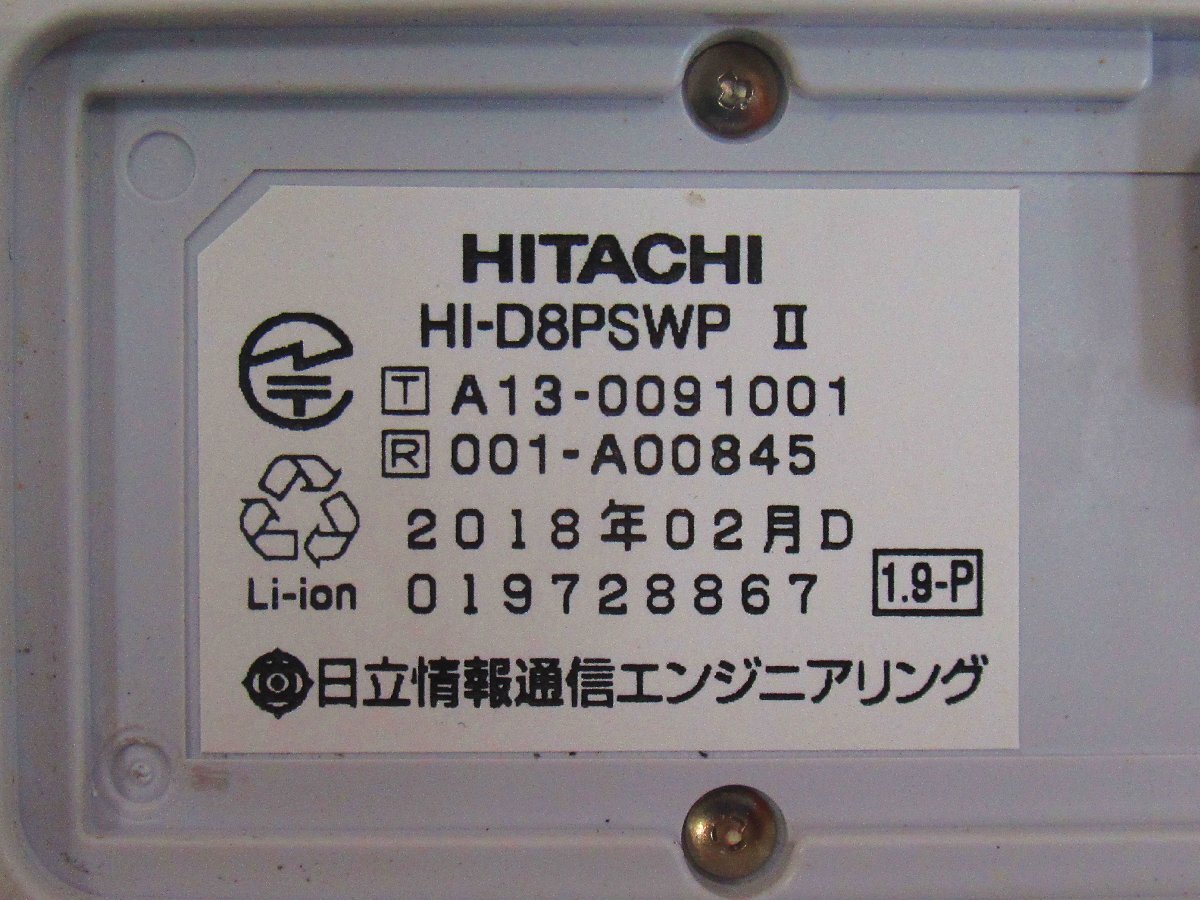 HITACHI
HI-D8PSWP II
T A13-0091001
R 001-A00845
2018年02月D
Li-ion 019728867 1.9-P
日立情報通信エンジニアリング